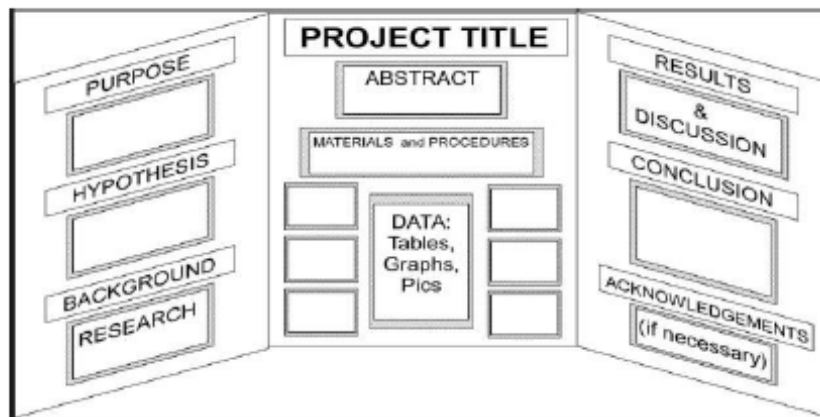 PURPOSE
HYPOTHESIS
BACKGROUND
RESEARCH
PROJECT TITLE
ABSTRACT
MATERIALS and PROCEDURES
DATA:
Tables,
Graphs,
Pics
RESULTS
&
DISCUSSION
CONCLUSION
ACKNOWLEDGEMENTS
(if necessary)